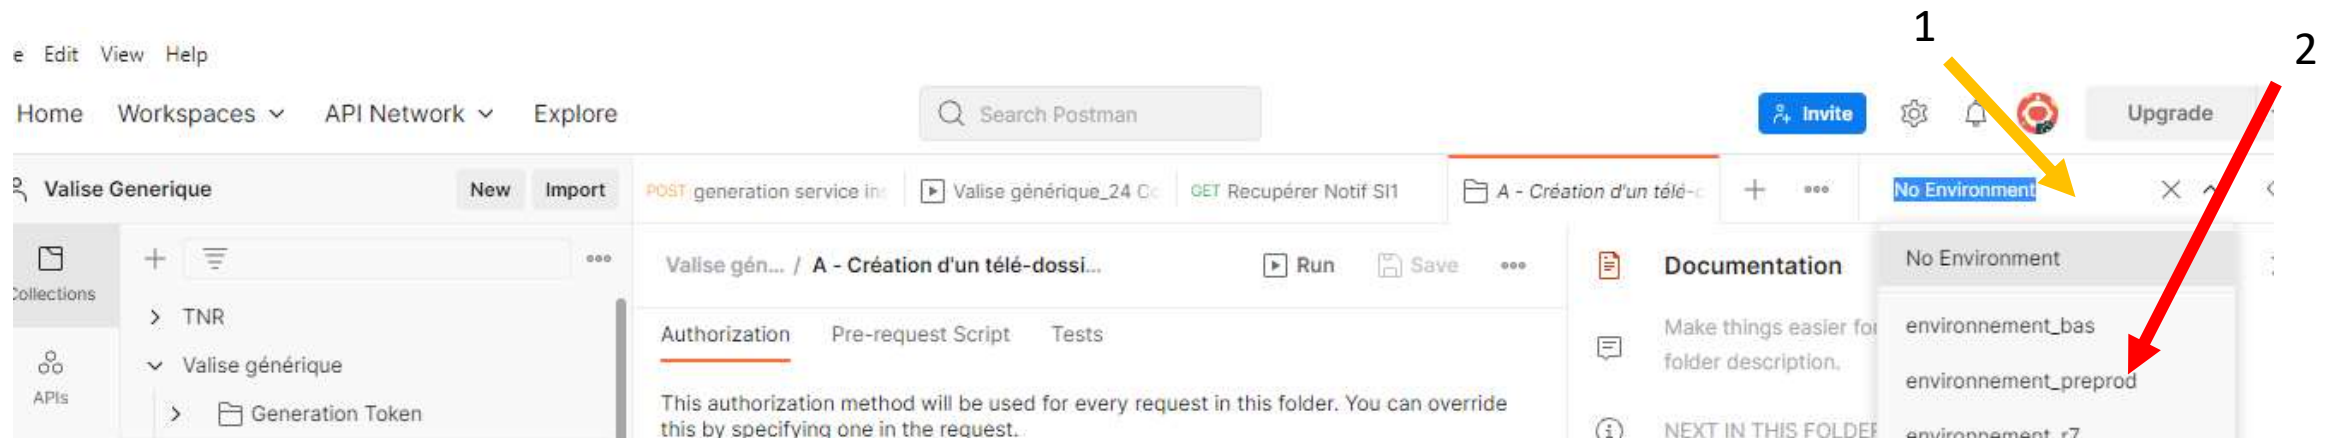 1
2
e Edit View Help
Home Workspaces API Network Explore
Search Postman
Invite
Upgrade
Valise Generique
New Import
POST generation service ins
Valise générique_24 Co
GET Recupérer Notif SI1
A - Création d'un télé-d
No Environment
Collections
Valise gén... / A - Création d'un télé-dossi...
Run Save
Documentation
No Environment
TNR
Authorization Pre-request Script Tests
Make things easier for
folder description.
environnement_bas
Valise générique
environnement_preprod
APIs
Generation Token
This authorization method will be used for every request in this folder. You can override
this by specifying one in the request.
NEXT IN THIS FOLDER
environnement_r7